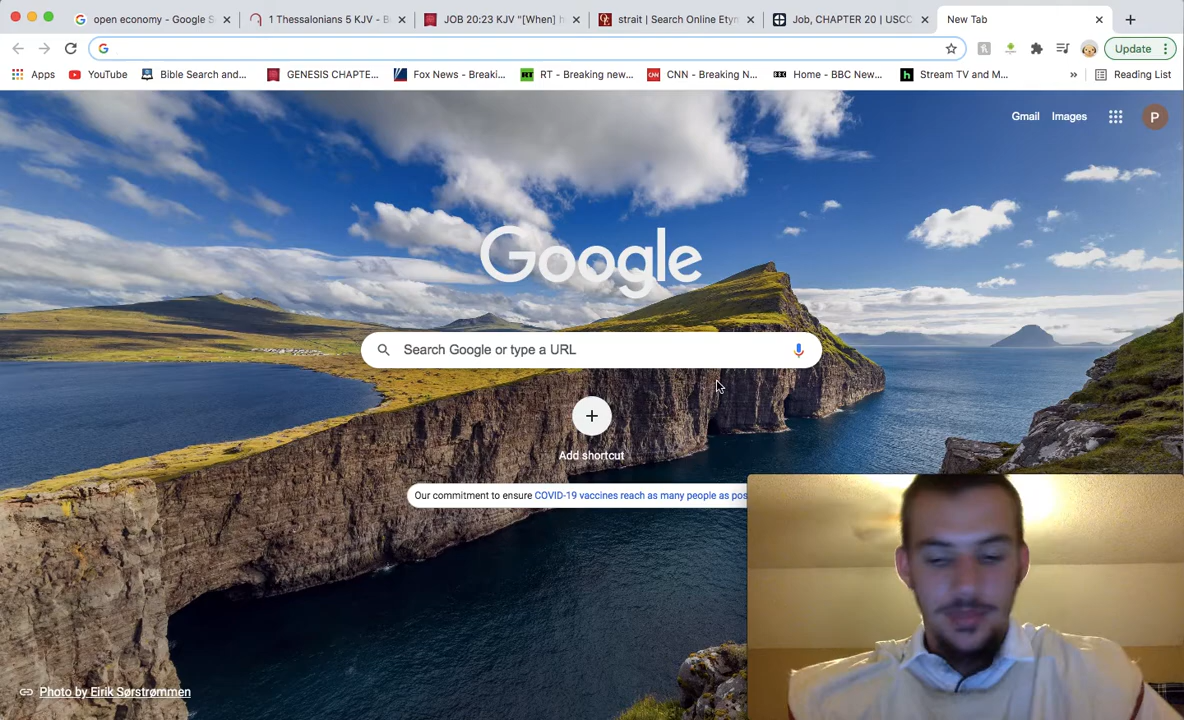 open economy - Google S
1 Thessalonians 5 KJV - B
JOB 20:23 KJV "[When] h
strait | Search Online Etym
Job, CHAPTER 20 | USCC
New Tab
Update
Apps
YouTube
Bible Search and...
GENESIS CHAPTE...
Fox News - Breaki...
RT - Breaking new...
CNN - Breaking N...
Home - BBC New...
Stream TV and M...
»
Reading List
Gmail
Images
P
Google
Search Google or type a URL
Add shortcut
Our commitment to ensure COVID-19 vaccines reach as many people as pos
Photo by Eirik Sørstrømmen